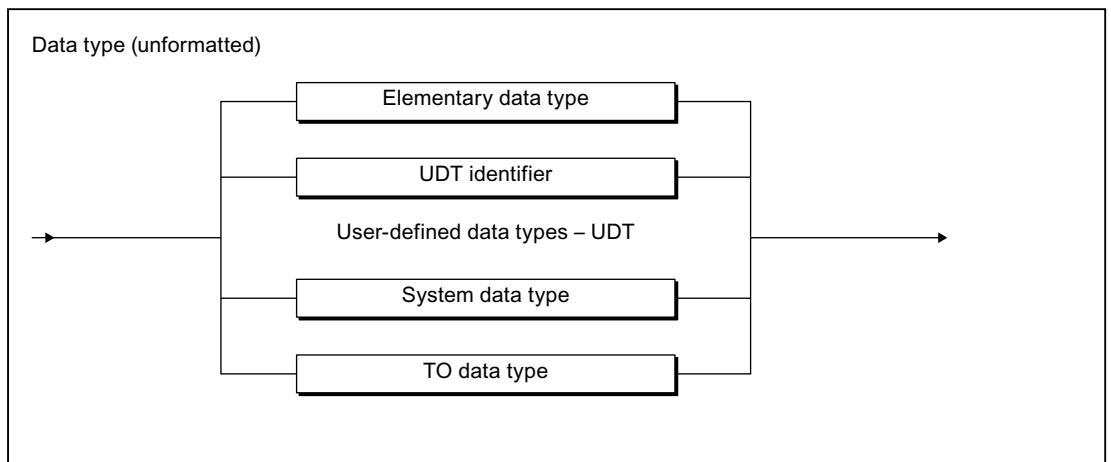 Data type (unformatted)
Elementary data type
UDT identifier
User-defined data types – UDT
System data type
TO data type